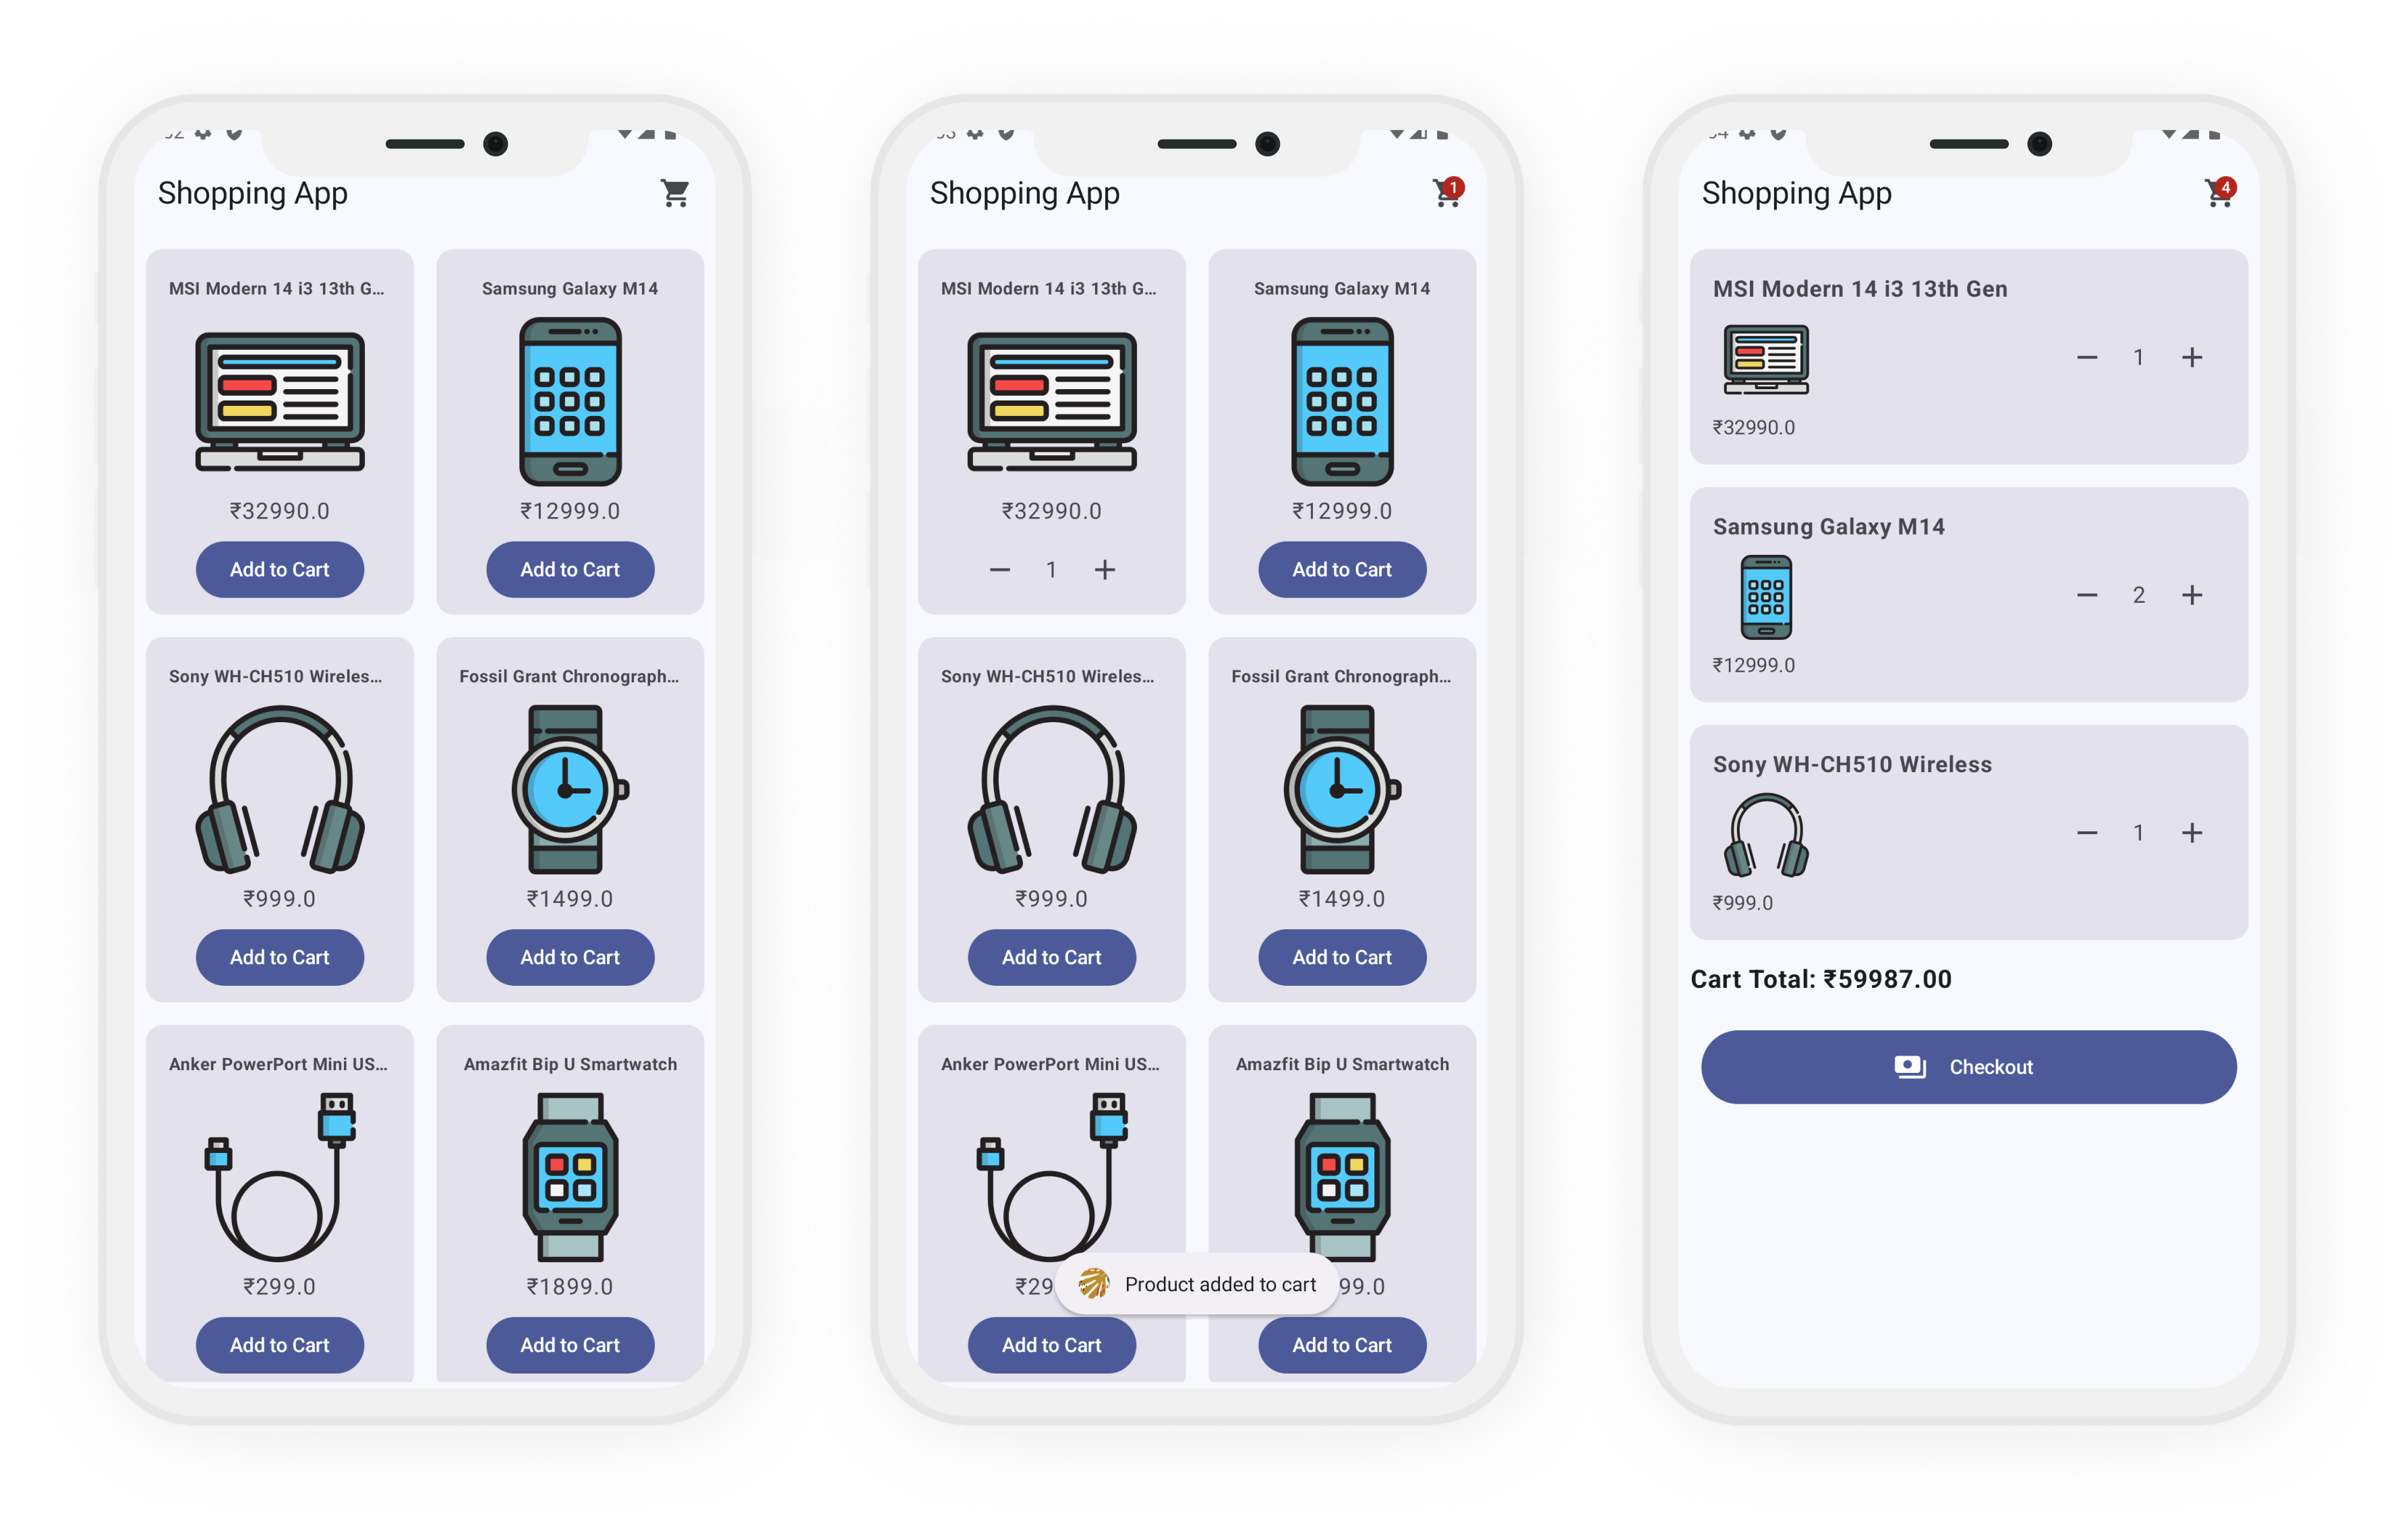 Shopping App
MSI Modern 14 i3 13th G...
Samsung Galaxy M14
₹32990.0
₹12999.0
Add to Cart
Add to Cart
Sony WH-CH510 Wireles...
Fossil Grant Chronograph...
₹999.0
₹1499.0
Add to Cart
Add to Cart
Anker PowerPort Mini US...
Amazfit Bip U Smartwatch
₹299.0
₹1899.0
Add to Cart
Add to Cart
Shopping App
1
MSI Modern 14 i3 13th G...
Samsung Galaxy M14
₹32990.0
₹12999.0
1
Add to Cart
Sony WH-CH510 Wireles...
Fossil Grant Chronograph...
₹999.0
₹1499.0
Add to Cart
Add to Cart
Anker PowerPort Mini US...
Amazfit Bip U Smartwatch
₹29
Product added to cart
99.0
Add to Cart
Add to Cart
Shopping App
4
MSI Modern 14 i3 13th Gen
1
₹32990.0
Samsung Galaxy M14
2
₹12999.0
Sony WH-CH510 Wireless
1
₹999.0
Cart Total: ₹59987.00
Checkout